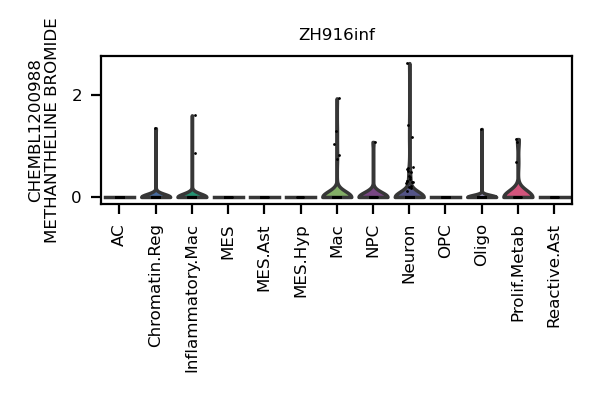 ZH916inf
CHEMBL1200988
METHANTHELINE BROMIDE
2
0
AC
Chromatin.Reg
Inflammatory.Mac
MES
MES.Ast
MES.Hyp
Mac
NPC
Neuron
OPC
Oligo
Prolif.Metab
Reactive.Ast